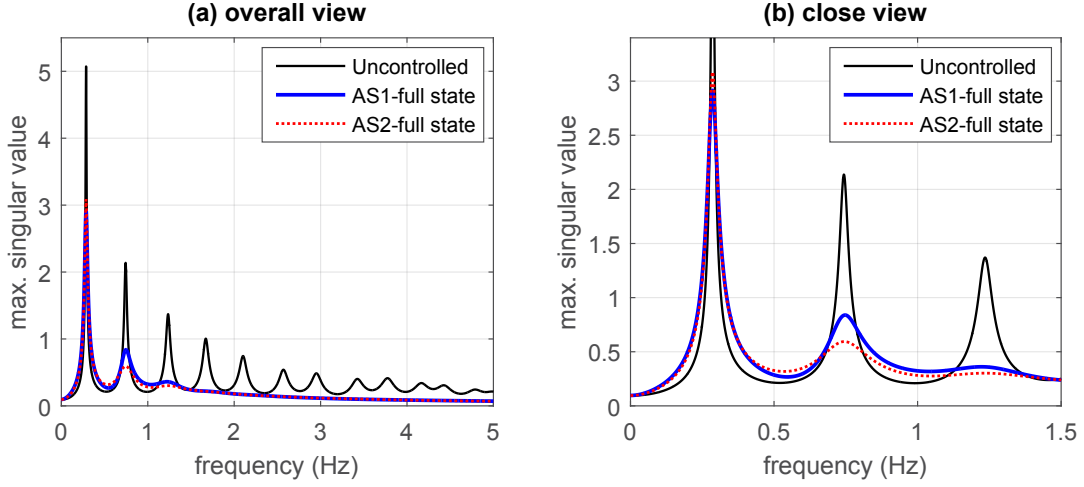 (a) overall view
max. singular value
5
4
3
2
1
0
Uncontrolled
AS1-full state
AS2-full state
0 1 2 3 4 5
frequency (Hz)
(b) close view
max. singular value
3
2.5
2
1.5
1
0.5
0
Uncontrolled
AS1-full state
AS2-full state
0 0.5 1 1.5
frequency (Hz)